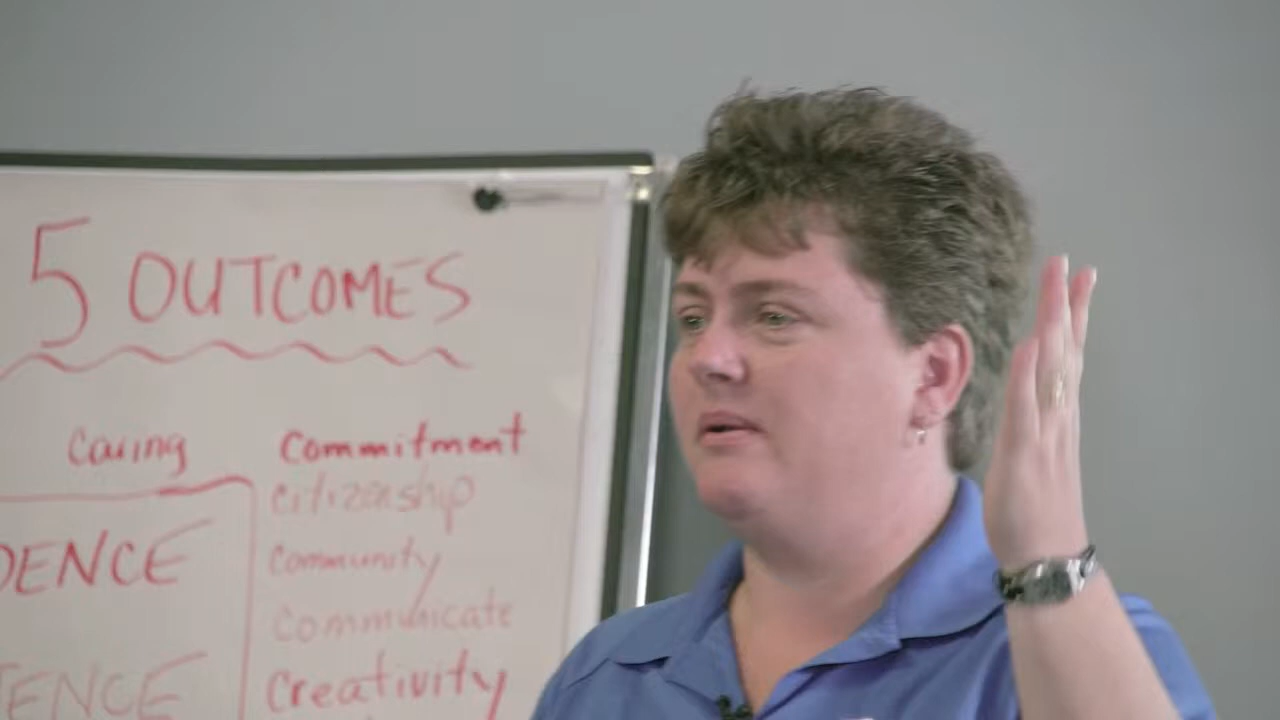 5 OUTCOMES
Caring
Commitment
citizenship
DENCE
Community
Communicate
TENCE
Creativity